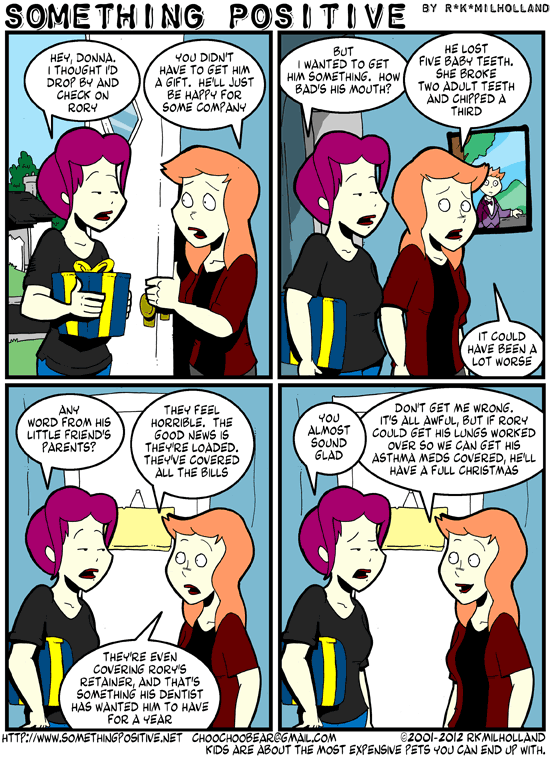 SOMETHING POSITIVE BY R*K*MILHOLLAND
HEY, DONNA.
I THOUGHT I'D
DROP BY AND
CHECK ON
RORY
YOU DIDN'T
HAVE TO GET HIM
A GIFT. HE'LL JUST
BE HAPPY FOR
SOME COMPANY
BUT
I WANTED TO GET
HIM SOMETHING. HOW
BAD'S HIS MOUTH?
HE LOST
FIVE BABY TEETH.
SHE BROKE
TWO ADULT TEETH
AND CHIPPED A
THIRD
IT COULD
HAVE BEEN A
LOT WORSE
ANY
WORD FROM HIS
LITTLE FRIEND'S
PARENTS?
THEY FEEL
HORRIBLE. THE
GOOD NEWS IS
THEY'RE LOADED.
THEY'VE COVERED
ALL THE BILLS
THEY'RE EVEN
COVERING RORY'S
RETAINER, AND THAT'S
SOMETHING HIS DENTIST
HAS WANTED HIM TO HAVE
FOR A YEAR
YOU
ALMOST
SOUND
GLAD
DON'T GET ME WRONG.
IT'S ALL AWFUL, BUT IF RORY
COULD GET HIS LUNGS WORKED
OVER SO WE CAN GET HIS
ASTHMA MEDS COVERED, HE'LL
HAVE A FULL CHRISTMAS
HTTP://WWW.SOMETHINGPOSITIVE.NET CHOOCHOOBEAR@GMAIL.COM ©2001-2012 RKMILHOLLAND
KIDS ARE ABOUT THE MOST EXPENSIVE PETS YOU CAN END UP WITH.